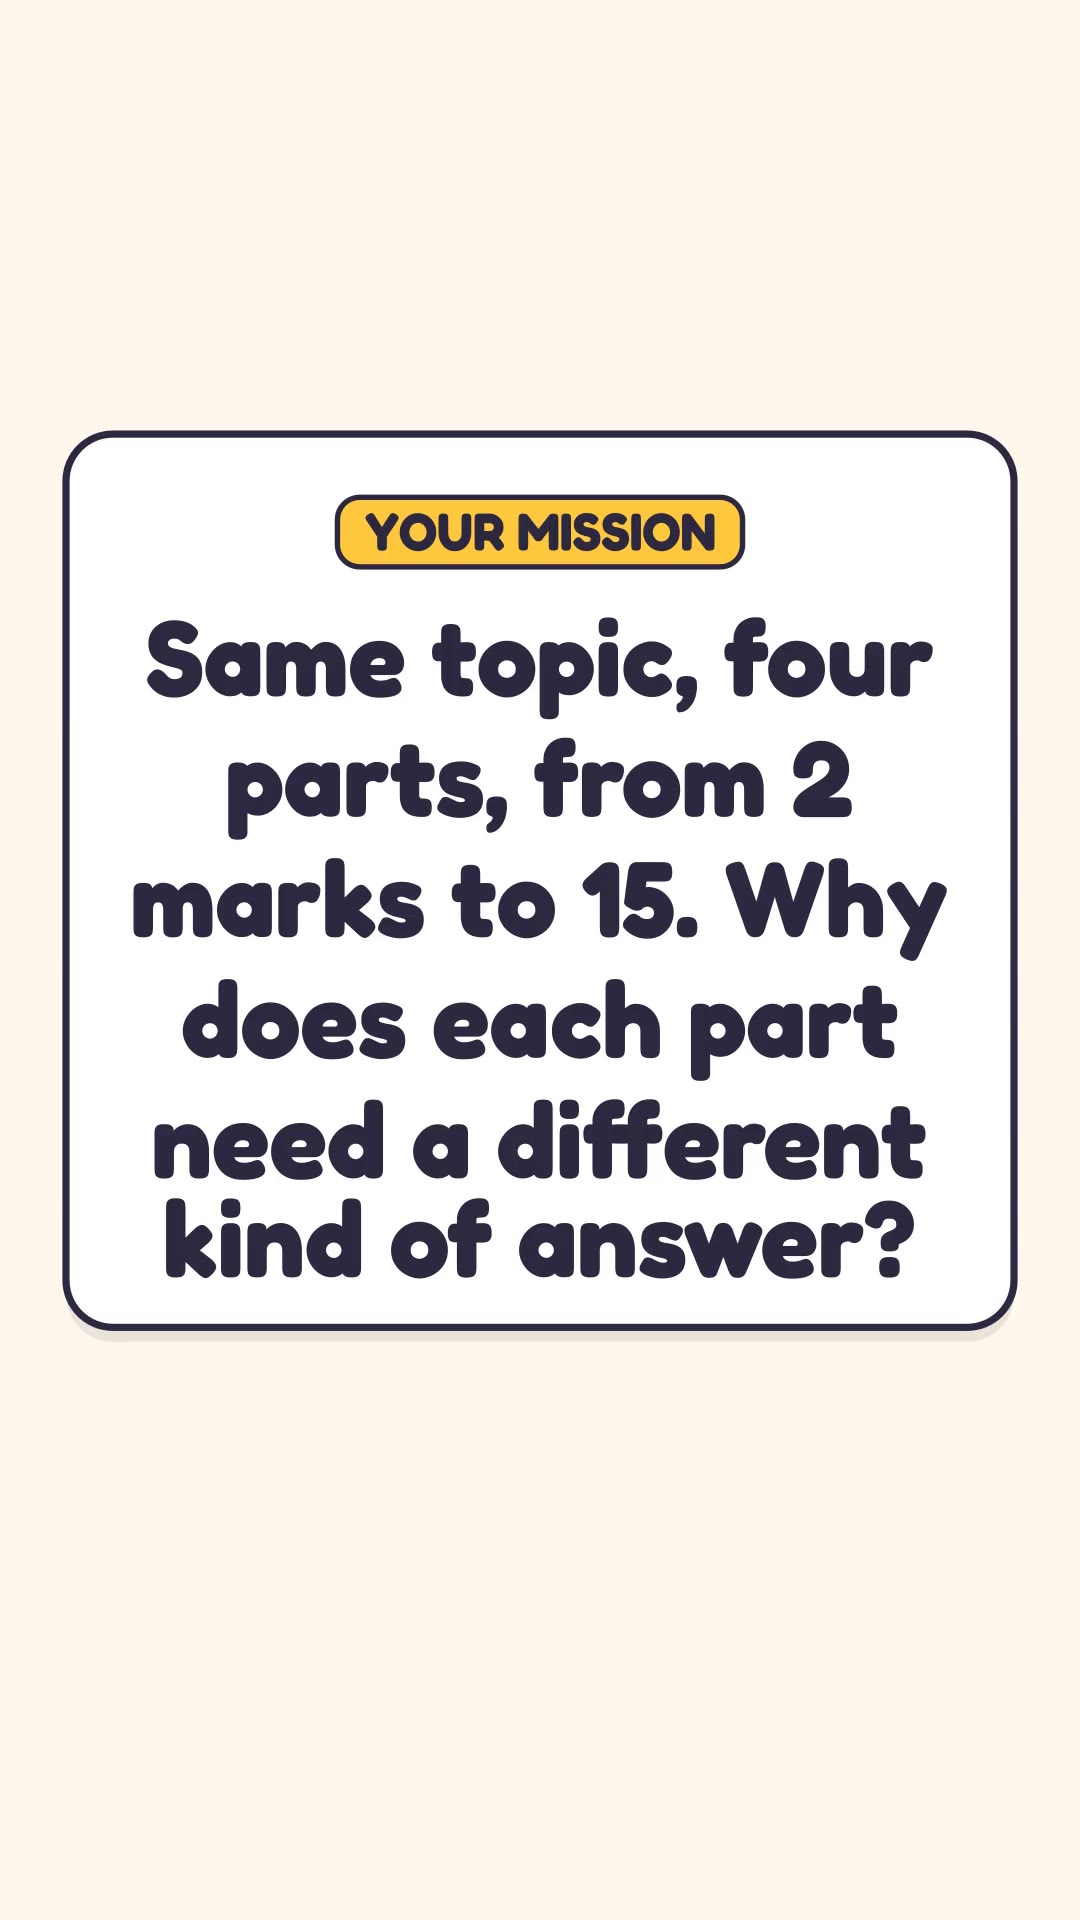 YOUR MISSION
Same topic, four
parts, from 2
marks to 15. Why
does each part
need a different
kind of answer?